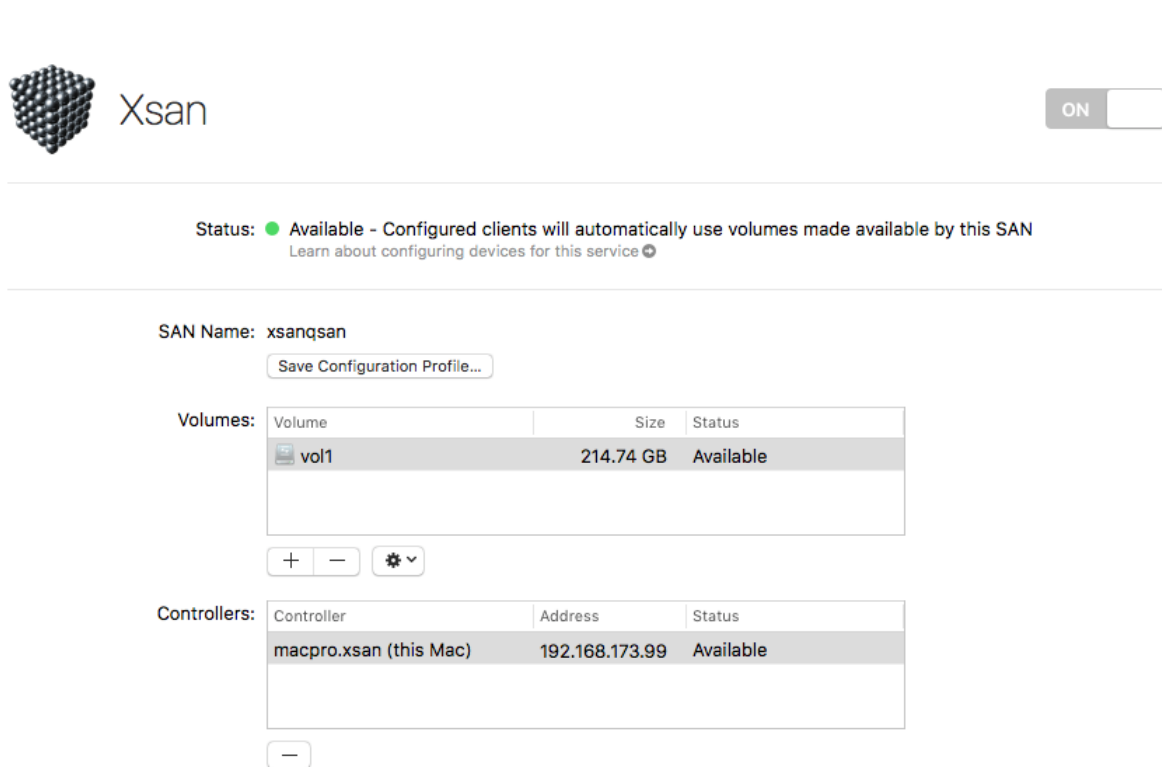 Xsan
ON
Status: Available - Configured clients will automatically use volumes made available by this SAN
Learn about configuring devices for this service
SAN Name: xsanqsan
Save Configuration Profile...
Volumes: Volume Size Status
vol1 214.74 GB Available
Controllers: Controller Address Status
macpro.xsan (this Mac) 192.168.173.99 Available